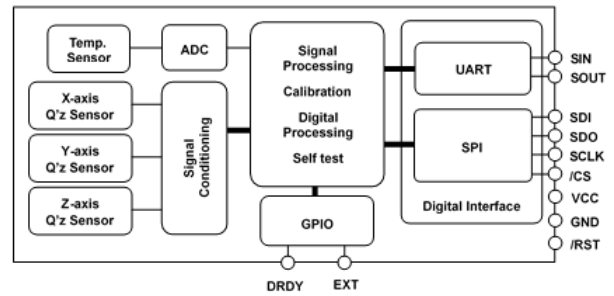 Temp.
Sensor
ADC
X-axis
Q'z Sensor
Y-axis
Q'z Sensor
Z-axis
Q'z Sensor
Signal
Conditioning
Signal
Processing
Calibration
Digital
Processing
Self test
GPIO
DRDY
EXT
UART
SPI
Digital Interface
SIN
SOUT
SDI
SDO
SCLK
/CS
VCC
GND
/RST